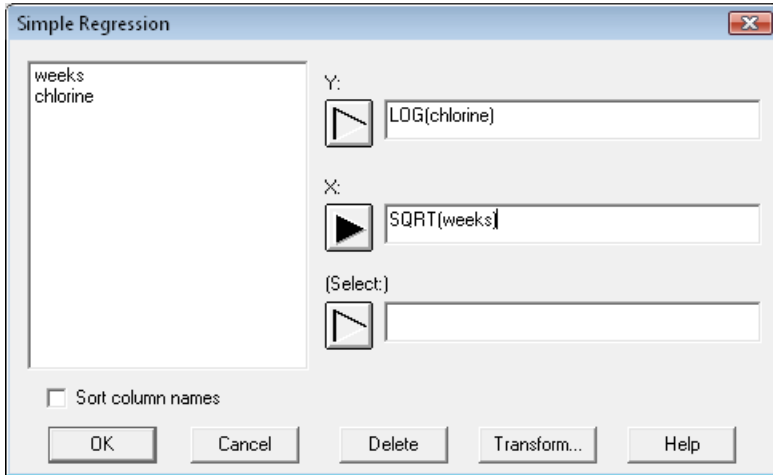 Simple Regression
weeks
chlorine
Y:
LOG(chlorine)
X:
SQRT(weeks)
(Select:)
Sort column names
OK
Cancel
Delete
Transform...
Help